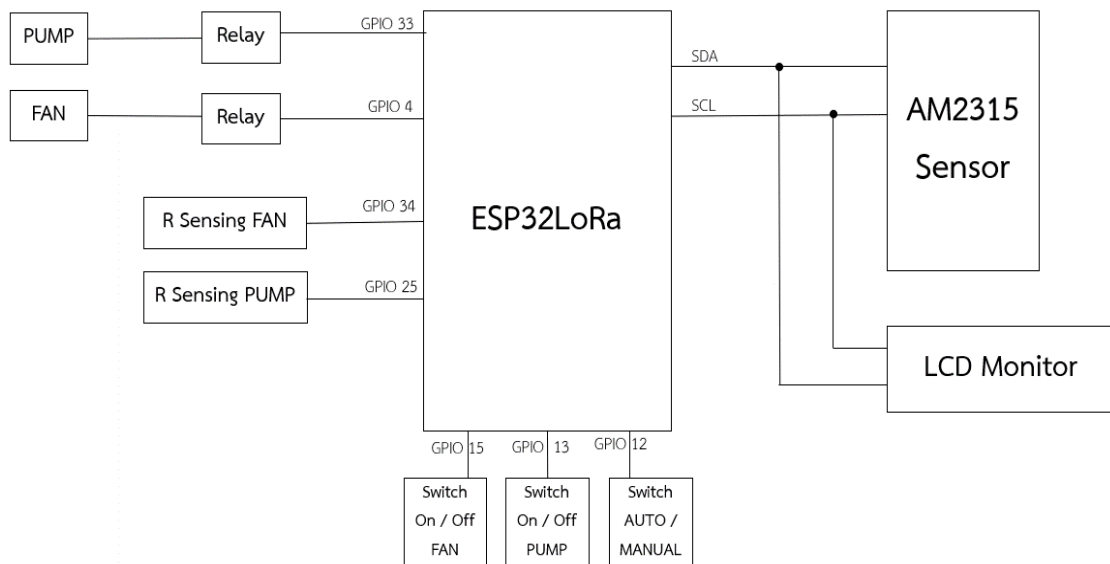 PUMP
Relay
GPIO 33
FAN
Relay
GPIO 4
R Sensing FAN
GPIO 34
R Sensing PUMP
GPIO 25
ESP32LoRa
SDA
SCL
AM2315
Sensor
LCD Monitor
GPIO 15
GPIO 13
GPIO 12
Switch
On / Off
FAN
Switch
On / Off
PUMP
Switch
AUTO /
MANUAL